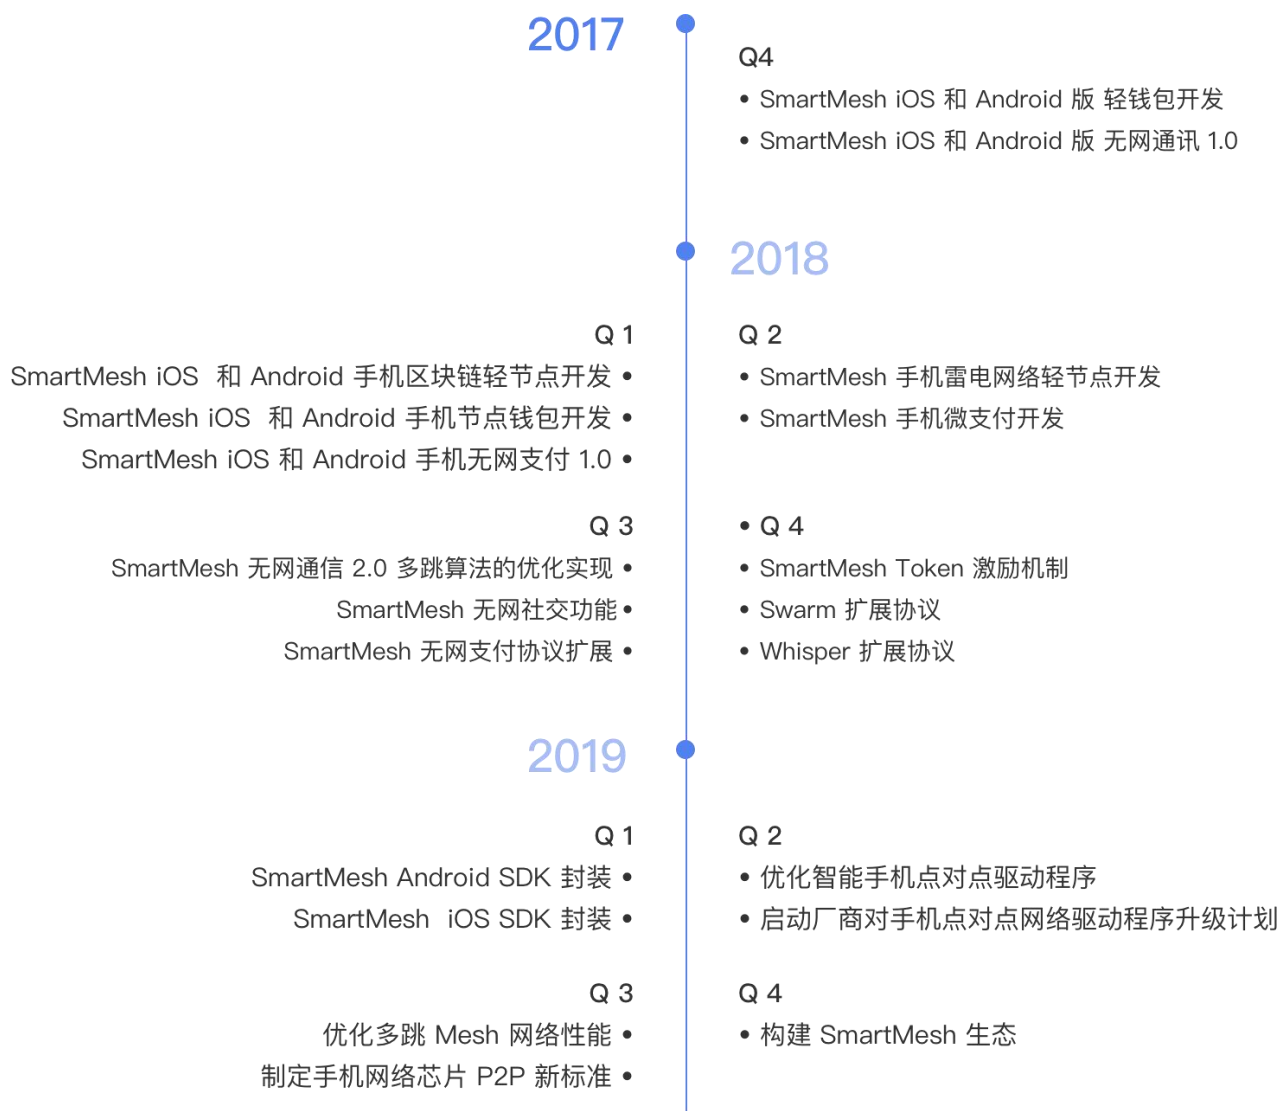 2017
Q4
• SmartMesh iOS 和 Android 版 轻钱包开发
• SmartMesh iOS 和 Android 版 无网通讯 1.0
2018
Q 1
SmartMesh iOS 和 Android 手机区块链轻节点开发 •
SmartMesh iOS 和 Android 手机节点钱包开发 •
SmartMesh iOS 和 Android 手机无网支付 1.0 •
Q 2
• SmartMesh 手机雷电网络轻节点开发
• SmartMesh 手机微支付开发
Q 3
SmartMesh 无网通信 2.0 多跳算法的优化实现 •
SmartMesh 无网社交功能 •
SmartMesh 无网支付协议扩展 •
• Q 4
• SmartMesh Token 激励机制
• Swarm 扩展协议
• Whisper 扩展协议
2019
Q 1
SmartMesh Android SDK 封装 •
SmartMesh iOS SDK 封装 •
Q 2
• 优化智能手机点对点驱动程序
• 启动厂商对手机点对点网络驱动程序升级计划
Q 3
优化多跳 Mesh 网络性能 •
制定手机网络芯片 P2P 新标准 •
Q 4
• 构建 SmartMesh 生态